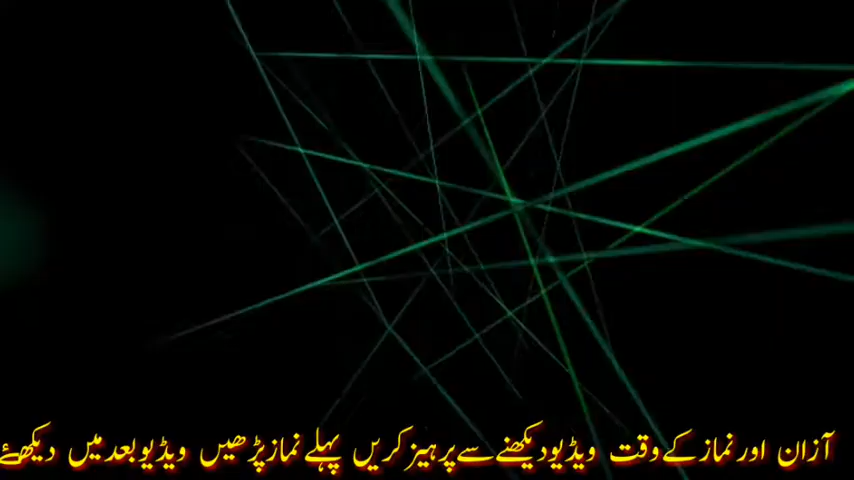 آزان اور نماز کے وقت ویڈیو دیکھنے سے پرہیز کریں پہلے نماز پڑھیں ویڈیو بعد میں دیکھئے